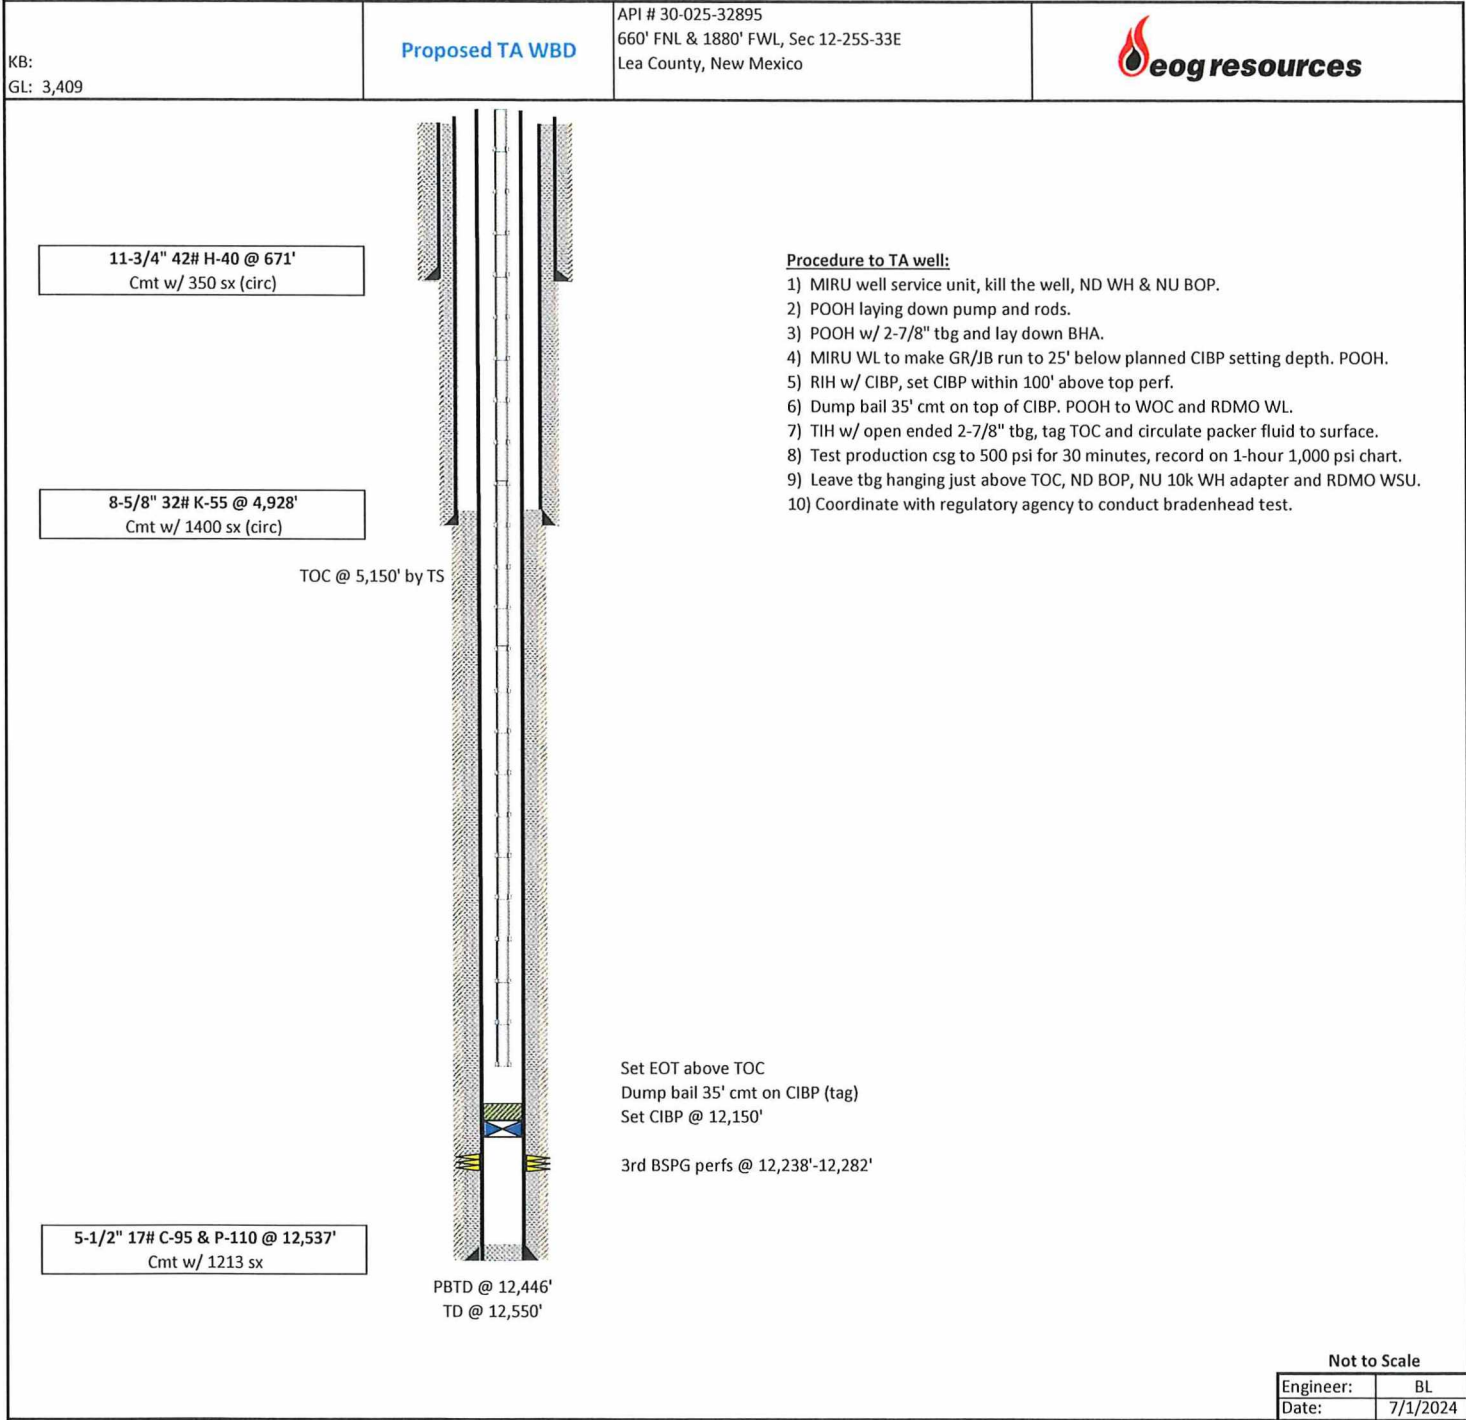 KB:
GL: 3,409
Proposed TA WBD
API # 30-025-32895
660' FNL & 1880' FWL, Sec 12-25S-33E
Lea County, New Mexico
eog resources
11-3/4" 42# H-40 @ 671'
Cmt w/ 350 sx (circ)
8-5/8" 32# K-55 @ 4,928'
Cmt w/ 1400 sx (circ)
TOC @ 5,150' by TS
Procedure to TA well:
1) MIRU well service unit, kill the well, ND WH & NU BOP.
2) POOH laying down pump and rods.
3) POOH w/ 2-7/8" tbg and lay down BHA.
4) MIRU WL to make GR/JB run to 25' below planned CIBP setting depth. POOH.
5) RIH w/ CIBP, set CIBP within 100' above top perf.
6) Dump bail 35' cmt on top of CIBP. POOH to WOC and RDMO WL.
7) TIH w/ open ended 2-7/8" tbg, tag TOC and circulate packer fluid to surface.
8) Test production csg to 500 psi for 30 minutes, record on 1-hour 1,000 psi chart.
9) Leave tbg hanging just above TOC, ND BOP, NU 10k WH adapter and RDMO WSU.
10) Coordinate with regulatory agency to conduct bradenhead test.
Set EOT above TOC
Dump bail 35' cmt on CIBP (tag)
Set CIBP @ 12,150'
3rd BSPG perfs @ 12,238'-12,282'
5-1/2" 17# C-95 & P-110 @ 12,537'
Cmt w/ 1213 sx
PBTD @ 12,446'
TD @ 12,550'
Not to Scale
Engineer: BL
Date: 7/1/2024